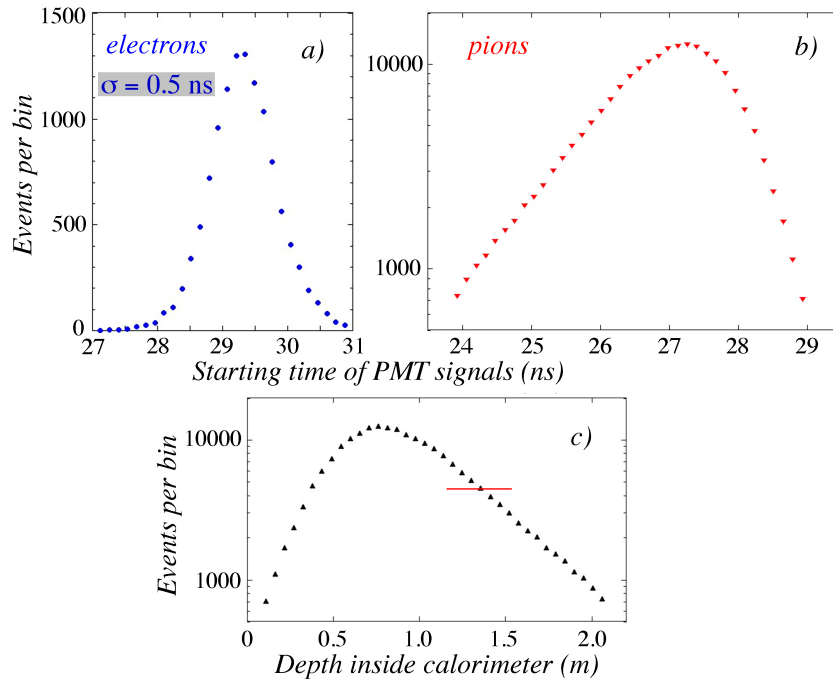 1500
1000
500
0
Events per bin
electrons
σ = 0.5 ns
a)
27 28 29 30 31
10000
1000
pions
b)
24 25 26 27 28 29
Starting time of PMT signals (ns)
10000
1000
Events per bin
c)
0 0.5 1.0 1.5 2.0
Depth inside calorimeter (m)